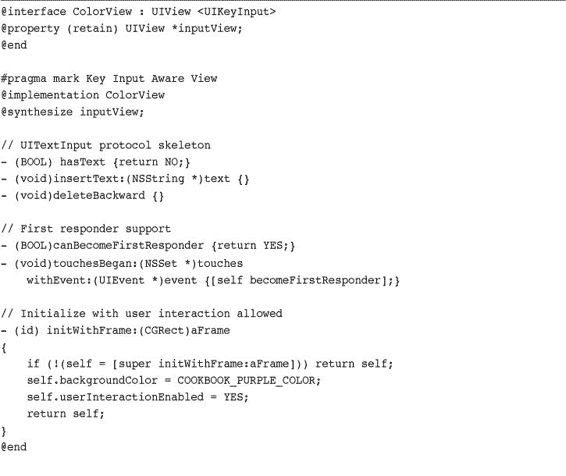 @interface ColorView : UIView <UIKeyInput>
@property (retain) UIView *inputView;
@end

#pragma mark Key Input Aware View
@implementation ColorView
@synthesize inputView;

// UITextInput protocol skeleton
- (BOOL) hasText {return NO;}
- (void)insertText:(NSString *)text {}
- (void)deleteBackward {}

// First responder support
- (BOOL)canBecomeFirstResponder {return YES;}
- (void)touchesBegan:(NSSet *)touches
    withEvent:(UIEvent *)event {[self becomeFirstResponder];}

// Initialize with user interaction allowed
- (id) initWithFrame:(CGRect)aFrame
{
    if (!(self = [super initWithFrame:aFrame])) return self;
    self.backgroundColor = COOKBOOK_PURPLE_COLOR;
    self.userInteractionEnabled = YES;
    return self;
}
@end